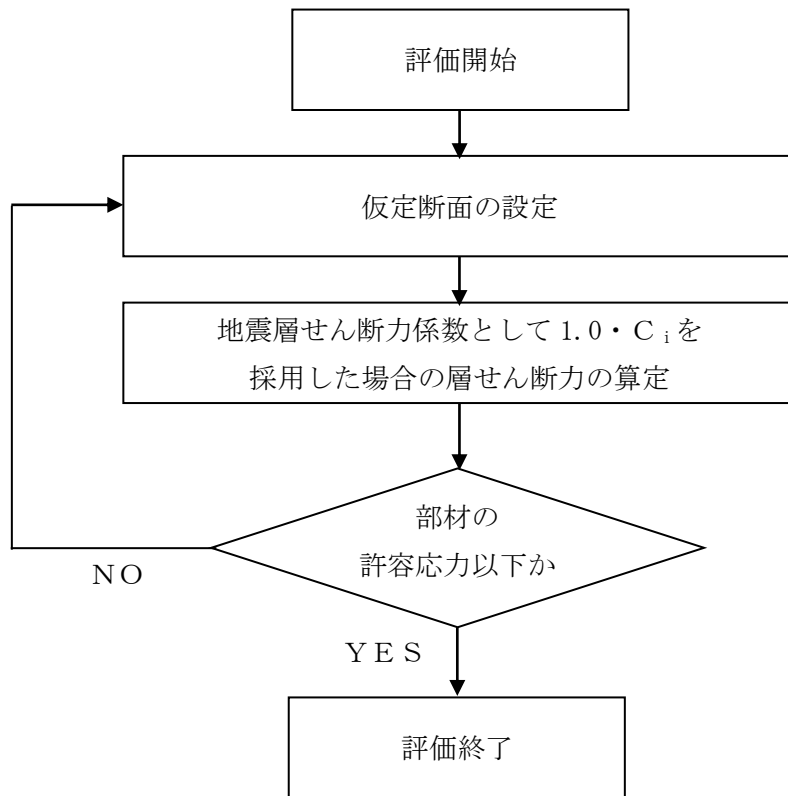 評価開始
仮定断面の設定
地震層せん断力係数として 1.0・Ｃｉを
採用した場合の層せん断力の算定
部材の
許容応力以下か
ＮＯ
ＹＥＳ
評価終了